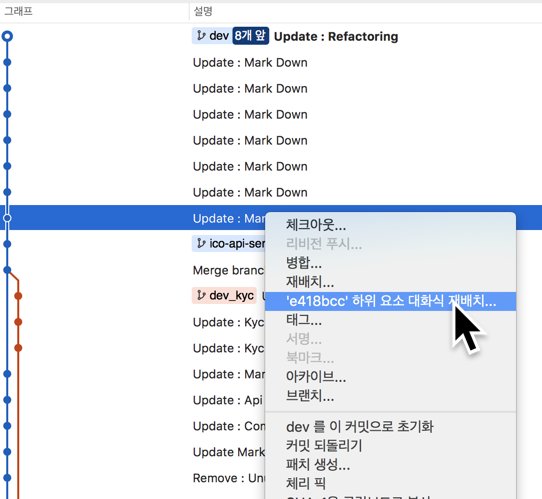 그래프 설명
dev 8개 앞 Update : Refactoring
Update : Mark Down
Update : Mark Down
Update : Mark Down
Update : Mark Down
Update : Mark Down
Update : Mark Down
Update : Mar
체크아웃...
리비전 푸시...
ico-api-ser
병합...
Merge branc
재배치...
dev_kyc
'e418bcc' 하위 요소 대화식 재배치...
Update : Kyc
태그...
서명...
Update : Kyc
북마크...
Update : Mar
아카이브...
Update : Api
브랜치...
Update : Con
dev 를 이 커밋으로 초기화
커밋 되돌리기
Update Mark
패치 생성...
Remove : Un
체리 픽